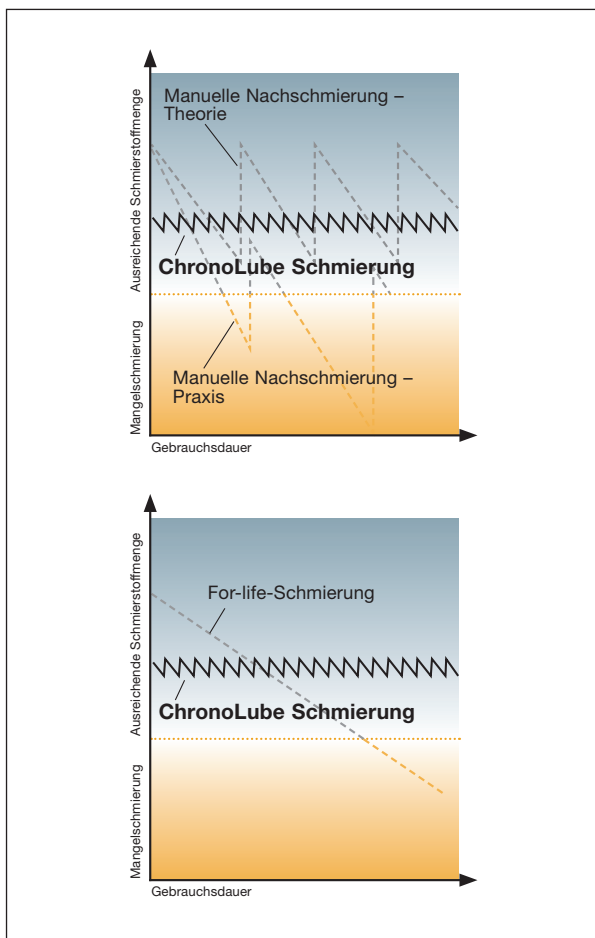 Ausreichende Schmierstoffmenge
Mangelschmierung
Manuelle Nachschmierung –
Theorie
ChronoLube Schmierung
Manuelle Nachschmierung –
Praxis
Gebrauchsdauer
Ausreichende Schmierstoffmenge
Mangelschmierung
For-life-Schmierung
ChronoLube Schmierung
Gebrauchsdauer